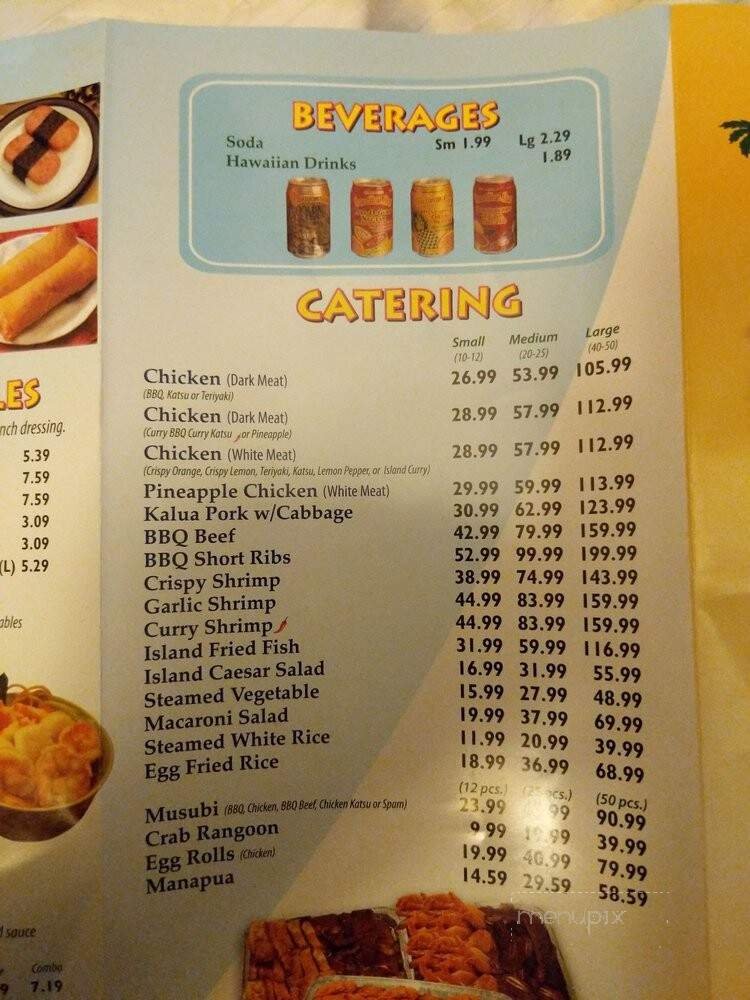 BEVERAGES
Soda Sm 1.99 Lg 2.29
Hawaiian Drinks 1.89
CATERING
Small Medium Large
(10-12) (20-25) (40-50)
Chicken (Dark Meat) 26.99 53.99 105.99
(BBQ, Katsu or Teriyaki)
Chicken (Dark Meat) 28.99 57.99 112.99
(Curry BBQ Curry Katsu or Pineapple)
Chicken (White Meat) 28.99 57.99 112.99
(Crispy Orange, Crispy Lemon, Teriyaki, Katsu, Lemon Pepper, or Island Curry)
Pineapple Chicken (White Meat) 29.99 59.99 113.99
Kalua Pork w/Cabbage 30.99 62.99 123.99
BBQ Beef 42.99 79.99 159.99
BBQ Short Ribs 52.99 99.99 199.99
Crispy Shrimp 38.99 74.99 143.99
Garlic Shrimp 44.99 83.99 159.99
Curry Shrimp 44.99 83.99 159.99
Island Fried Fish 31.99 59.99 116.99
Island Caesar Salad 16.99 31.99 55.99
Steamed Vegetable 15.99 27.99 48.99
Macaroni Salad 19.99 37.99 69.99
Steamed White Rice 11.99 20.99 39.99
Egg Fried Rice 18.99 36.99 68.99
(12 pcs.) pcs.) (50 pcs.)
Musubi (BBQ, Chicken, BBQ Beef, Chicken Katsu or Spam) 23.99 99 90.99
Crab Rangoon 9.99 39.99
Egg Rolls (Chicken) 19.99 40.99 79.99
Manapua 14.59 29.59 58.59
LES
nch dressing.
5.39
7.59
7.59
3.09
3.09
(L) 5.29
ables
d sauce
Combo
9 7.19
menupix